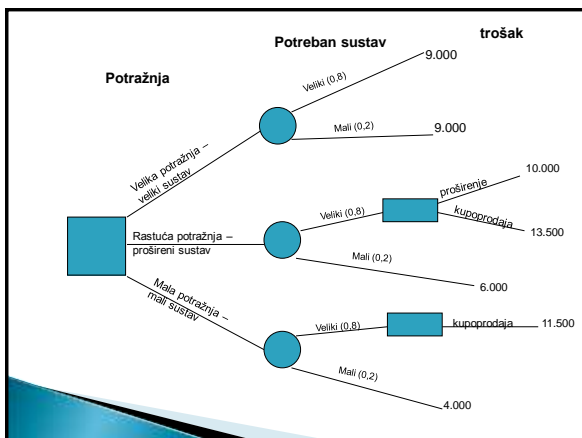 Potražnja
Potreban sustav
trošak
Velika potražnja –
veliki sustav
Veliki (0,8)
9.000
Mali (0,2)
9.000
Rastuća potražnja –
prošireni sustav
Veliki (0,8)
proširenje
10.000
kupoprodaja
13.500
Mali (0,2)
6.000
Mala potražnja –
mali sustav
Veliki (0,8)
kupoprodaja
11.500
Mali (0,2)
4.000